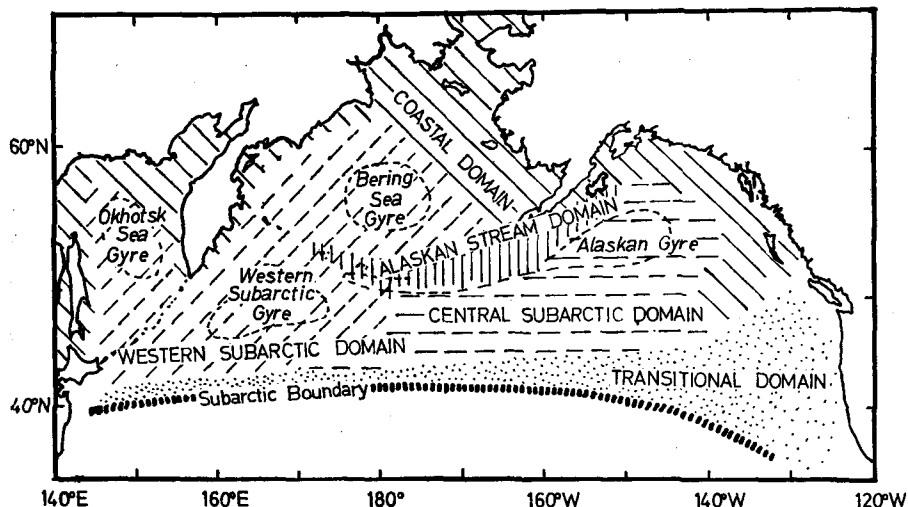 COASTAL DOMAIN
60°N
Bering
Sea
Gyre
Okhotsk
Sea
Gyre
ALASKAN STREAM DOMAIN
Alaskan Gyre
Western
Subarctic
Gyre
CENTRAL SUBARCTIC DOMAIN
WESTERN SUBARCTIC DOMAIN
TRANSITIONAL DOMAIN
Subarctic Boundary
40°N
140°E
160°E
180°
160°W
140°W
120°W